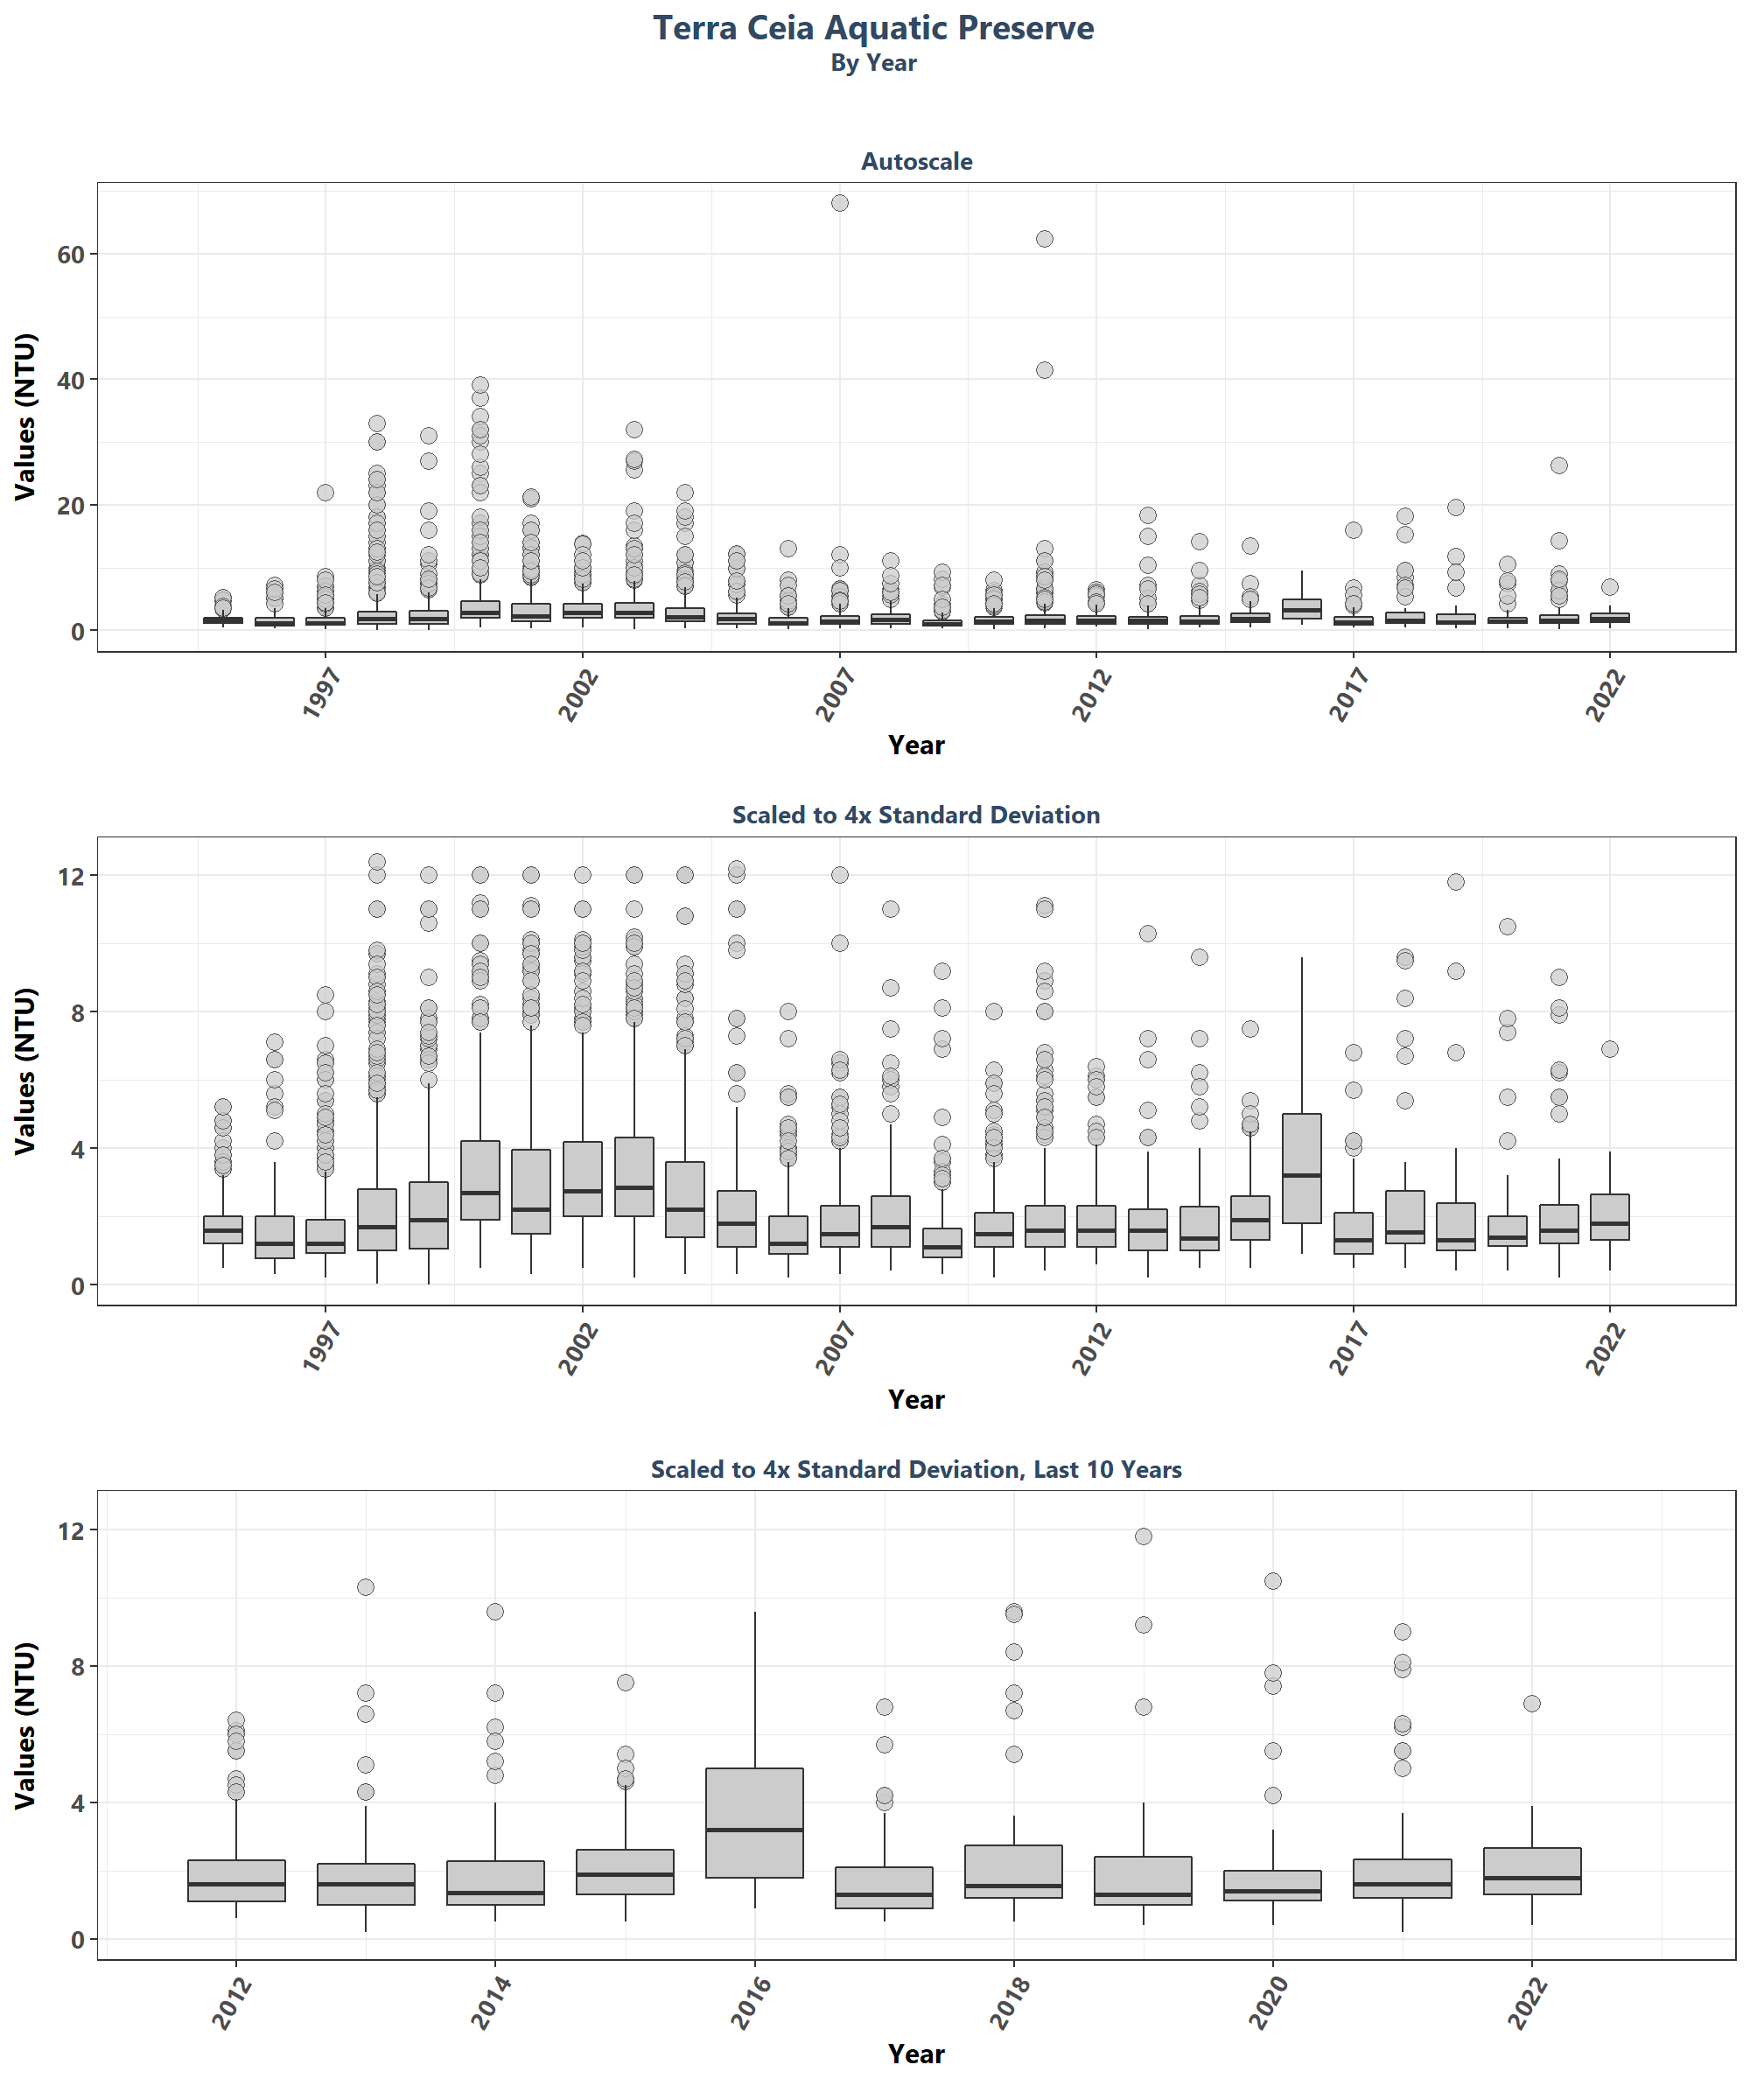 Terra Ceia Aquatic Preserve
By Year
Autoscale
Values (NTU)
60
40
20
0
1997
2002
2007
2012
2017
2022
Year
Scaled to 4x Standard Deviation
Values (NTU)
12
8
4
0
1997
2002
2007
2012
2017
2022
Year
Scaled to 4x Standard Deviation, Last 10 Years
Values (NTU)
12
8
4
0
2012
2014
2016
2018
2020
2022
Year